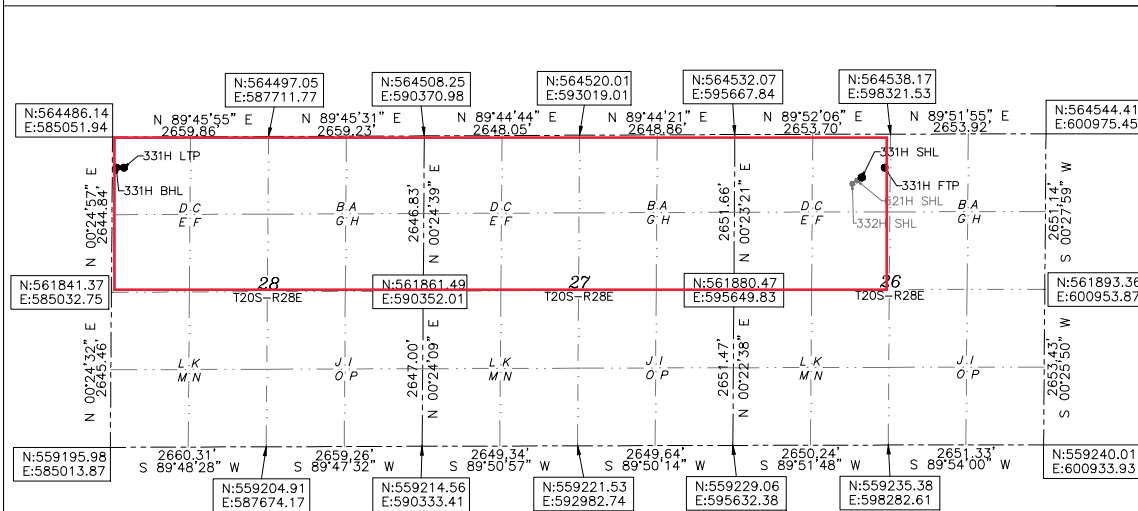 N:564497.05
E:587711.77
N:564508.25
E:590370.98
N:564520.01
E:593019.01
N:564532.07
E:595667.84
N:564538.17
E:598321.53
N:564486.14
E:585051.94
N 89°45'55" E
2659.86'
N 89°45'31" E
2659.23'
N 89°44'44" E
2648.05'
N 89°44'21" E
2648.86'
N 89°52'06" E
2653.70'
N 89°51'55" E
2653.92'
N:564544.41
E:600975.45
331H LTP
331H BHL
331H SHL
331H FTP
621H SHL
332H SHL
N 00°24'57" E
2644.84'
D C
E F
B A
G H
2646.83'
N 00°24'39" E
D C
E F
B A
G H
2651.66'
N 00°23'21" E
D C
E F
B A
G H
2651.14'
S 00°27'59" W
N:561841.37
E:585032.75
28
T20S-R28E
N:561861.49
E:590352.01
27
T20S-R28E
N:561880.47
E:595649.83
26
T20S-R28E
N:561893.36
E:600953.87
N 00°24'32" E
2645.46'
L K
M N
J I
O P
2647.00'
N 00°24'09" E
L K
M N
J I
O P
2651.47'
N 00°22'38" E
L K
M N
J I
O P
2653.43'
S 00°25'50" W
N:559195.98
E:585013.87
2660.31'
S 89°48'28" W
2659.26'
S 89°47'32" W
2649.34'
S 89°50'57" W
2649.64'
S 89°50'14" W
2650.24'
S 89°51'48" W
2651.33'
S 89°54'00" W
N:559240.01
E:600933.93
N:559204.91
E:587674.17
N:559214.56
E:590333.41
N:559221.53
E:592982.74
N:559229.06
E:595632.38
N:559235.38
E:598282.61